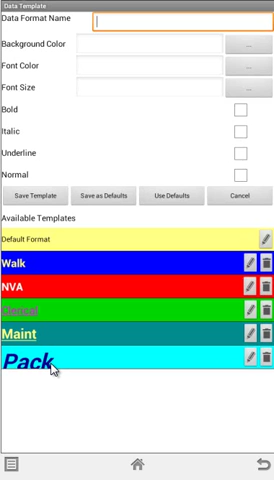 Data Template
Data Format Name
Background Color ...
Font Color ...
Font Size ...
Bold
Italic
Underline
Normal
Save Template Save as Defaults Use Defaults Cancel
Available Templates
Default Format
Walk
NVA
Clerical
Maint
Pack